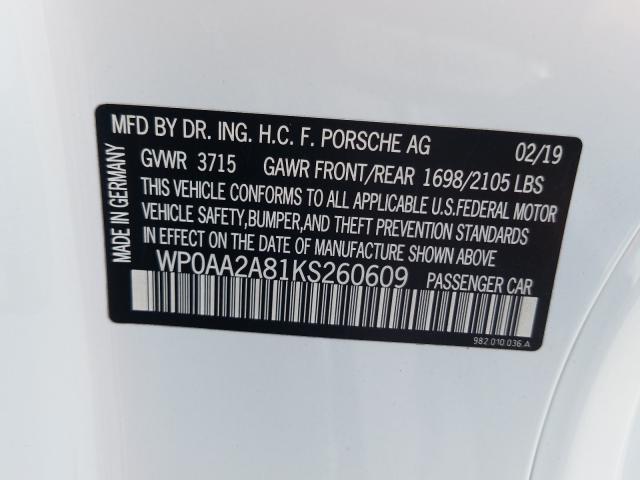 MFD BY DR. ING. H.C. F. PORSCHE AG 02/19
GVWR 3715 GAWR FRONT/REAR 1698/2105 LBS
THIS VEHICLE CONFORMS TO ALL APPLICABLE U.S.FEDERAL MOTOR
VEHICLE SAFETY,BUMPER,AND THEFT PREVENTION STANDARDS
IN EFFECT ON THE DATE OF MANUFACTURE SHOWN ABOVE
WP0AA2A81KS260609 PASSENGER CAR
982.010.036.A
MADE IN GERMANY